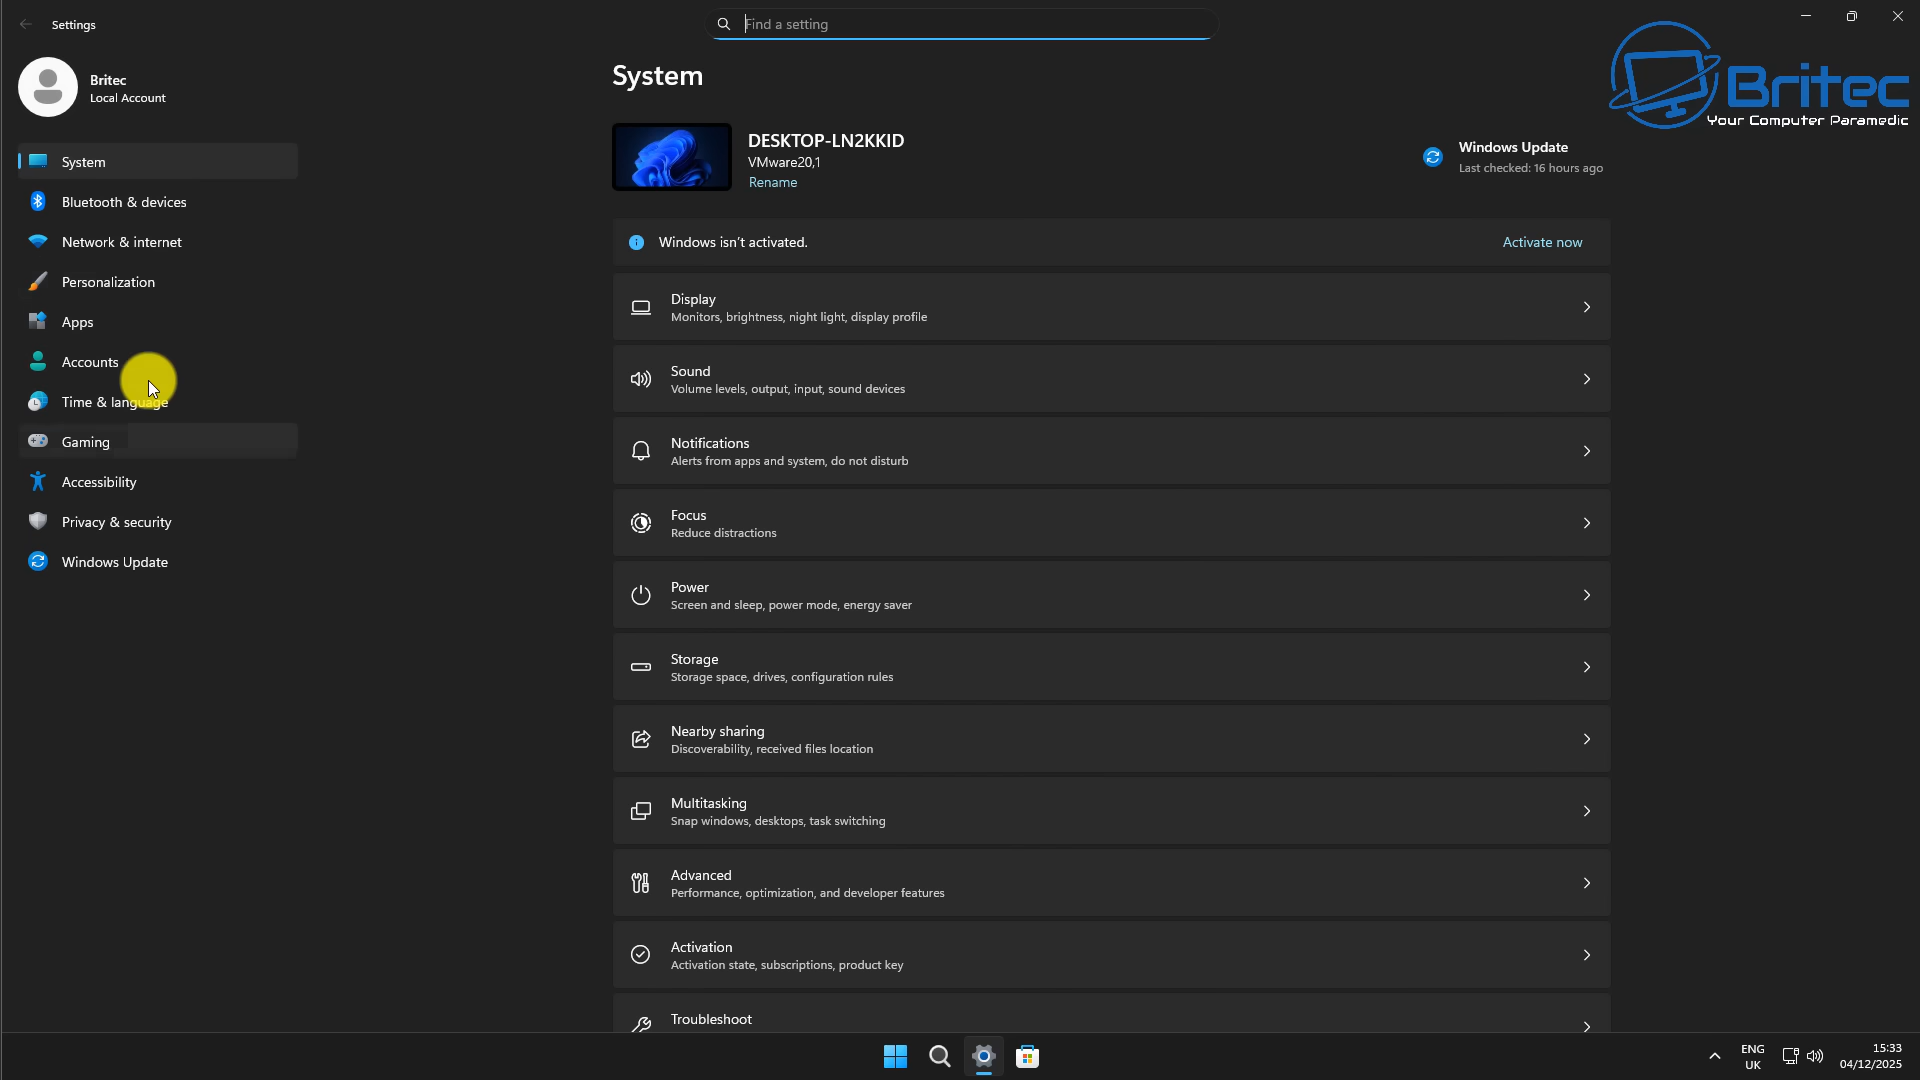 Settings
Find a setting
Britec
Local Account
System
Bluetooth & devices
Network & internet
Personalization
Apps
Accounts
Time & language
Gaming
Accessibility
Privacy & security
Windows Update
System
DESKTOP-LN2KKID
VMware20,1
Rename
Windows Update
Last checked: 16 hours ago
Britec
Your Computer Paramedic
Windows isn't activated.
Activate now
Display
Monitors, brightness, night light, display profile
Sound
Volume levels, output, input, sound devices
Notifications
Alerts from apps and system, do not disturb
Focus
Reduce distractions
Power
Screen and sleep, power mode, energy saver
Storage
Storage space, drives, configuration rules
Nearby sharing
Discoverability, received files location
Multitasking
Snap windows, desktops, task switching
Advanced
Performance, optimization, and developer features
Activation
Activation state, subscriptions, product key
Troubleshoot
ENG
UK
15:33
04/12/2025